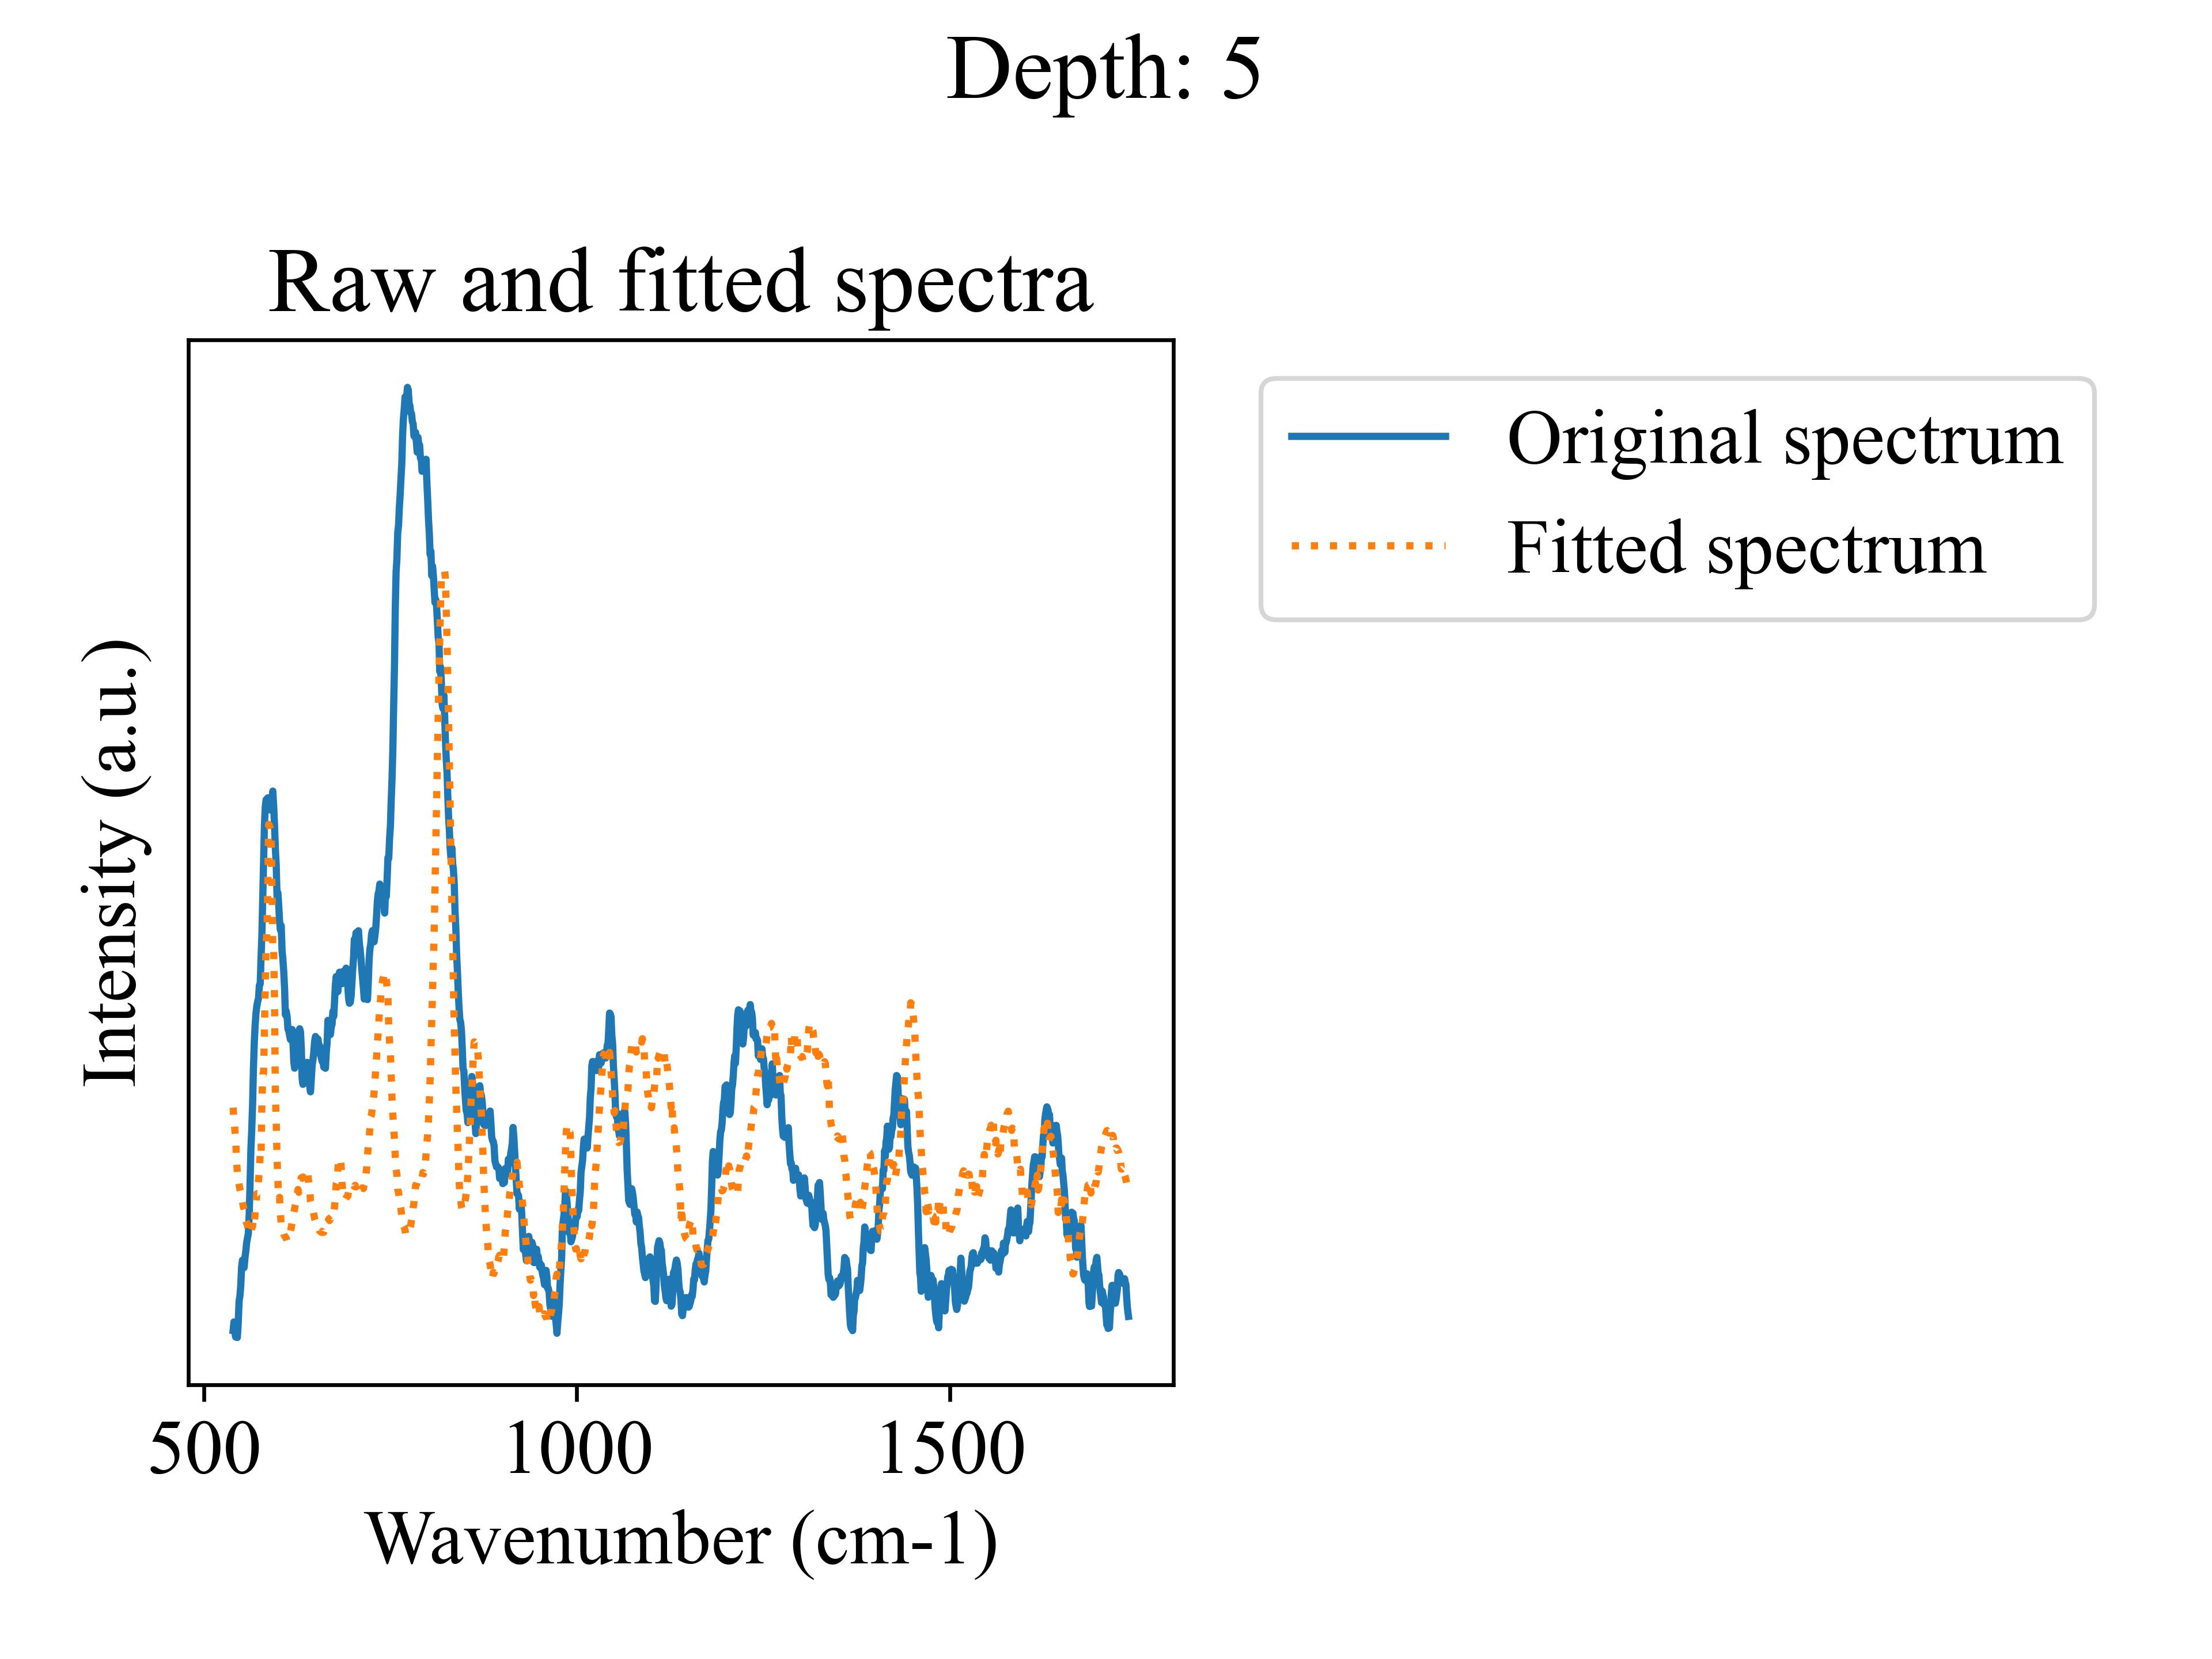 Depth: 5
Raw and fitted spectra
Original spectrum
Fitted spectrum
Intensity (a.u.)
500 1000 1500
Wavenumber (cm-1)